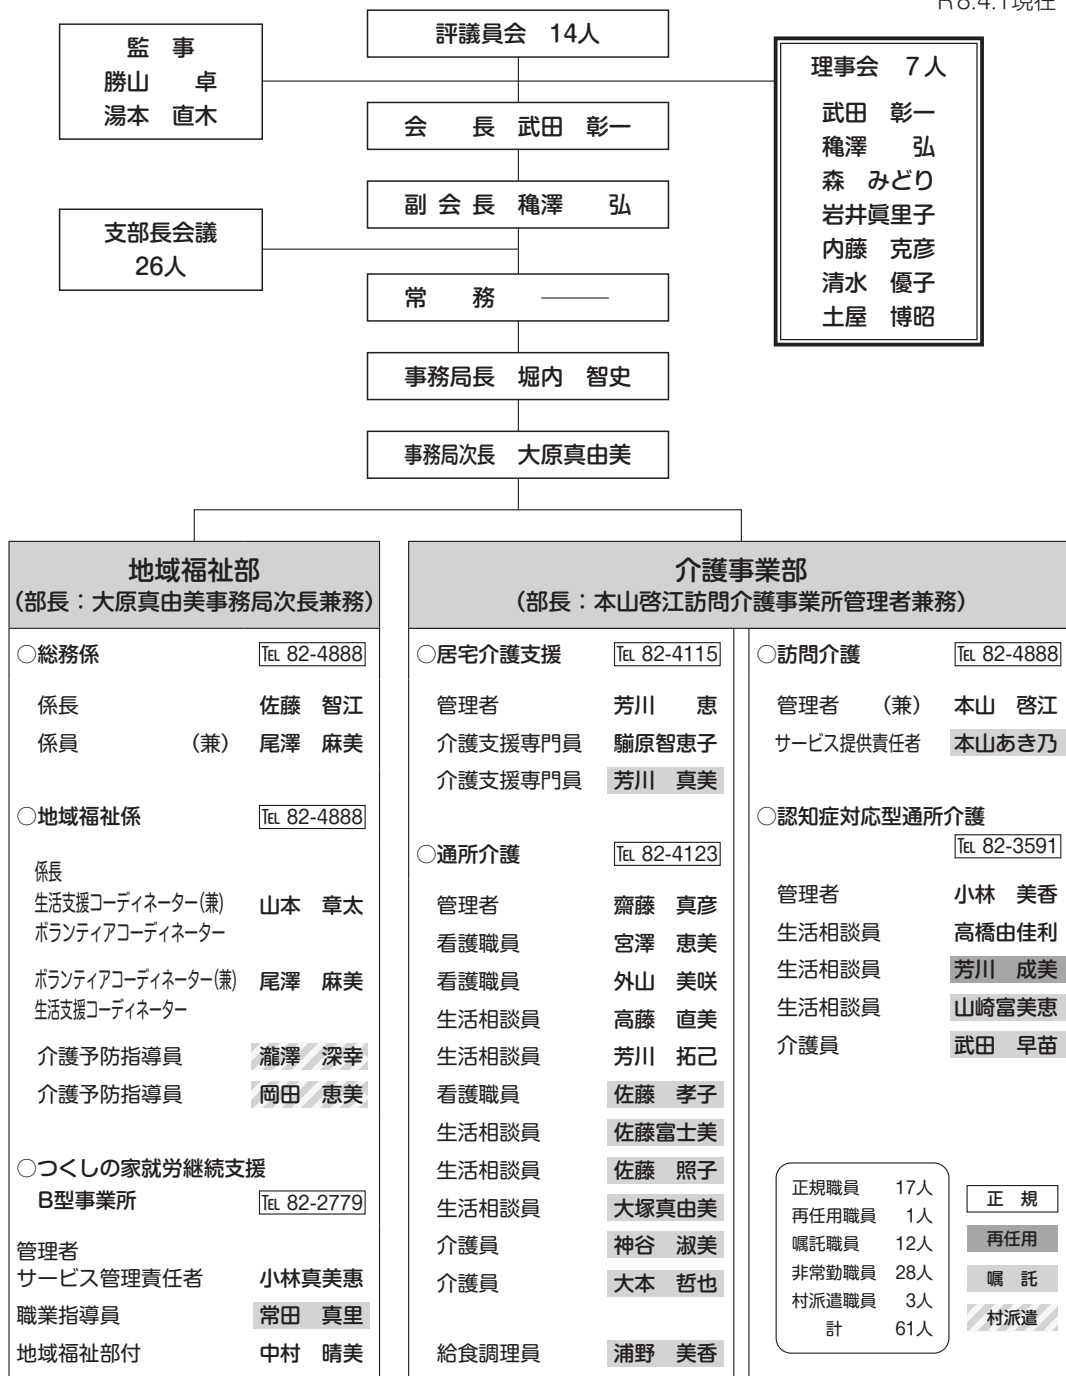 R8.4.1現在
評議員会 14人
監 事
勝山 卓
湯本 直木
理事会 7人
武田 彰一
穐澤 弘
森 みどり
岩井眞里子
内藤 克彦
清水 優子
土屋 博昭
会 長 武田 彰一
副会長 穐澤 弘
支部長会議
26人
常 務 ―――
事務局長 堀内 智史
事務局次長 大原真由美
地域福祉部
(部長:大原真由美事務局次長兼務)
○総務係 ℡ 82-4888
係長 佐藤 智江
係員 (兼) 尾澤 麻美
○地域福祉係 ℡ 82-4888
係長
生活支援コーディネーター(兼) 山本 章太
ボランティアコーディネーター
ボランティアコーディネーター(兼) 尾澤 麻美
生活支援コーディネーター
介護予防指導員 瀧澤 深幸
介護予防指導員 岡田 恵美
○つくしの家就労継続支援
B型事業所 ℡ 82-2779
管理者
サービス管理責任者 小林真美惠
職業指導員 常田 真里
地域福祉部付 中村 晴美
介護事業部
(部長:本山啓江訪問介護事業所管理者兼務)
○居宅介護支援 ℡ 82-4115
管理者 芳川 恵
介護支援専門員 騚原智恵子
介護支援専門員 芳川 真美
○通所介護 ℡ 82-4123
管理者 齋藤 真彦
看護職員 宮澤 恵美
看護職員 外山 美咲
生活相談員 高藤 直美
生活相談員 芳川 拓己
看護職員 佐藤 孝子
生活相談員 佐藤富士美
生活相談員 佐藤 照子
生活相談員 大塚真由美
介護員 神谷 淑美
介護員 大本 哲也
給食調理員 浦野 美香
○訪問介護 ℡ 82-4888
管理者 (兼) 本山 啓江
サービス提供責任者 本山あき乃
○認知症対応型通所介護
℡ 82-3591
管理者 小林 美香
生活相談員 高橋由佳利
生活相談員 芳川 成美
生活相談員 山崎富美恵
介護員 武田 早苗
正規職員 17人
再任用職員 1人
嘱託職員 12人
非常勤職員 28人
村派遣職員 3人
計 61人
正 規
再任用
嘱 託
村派遣